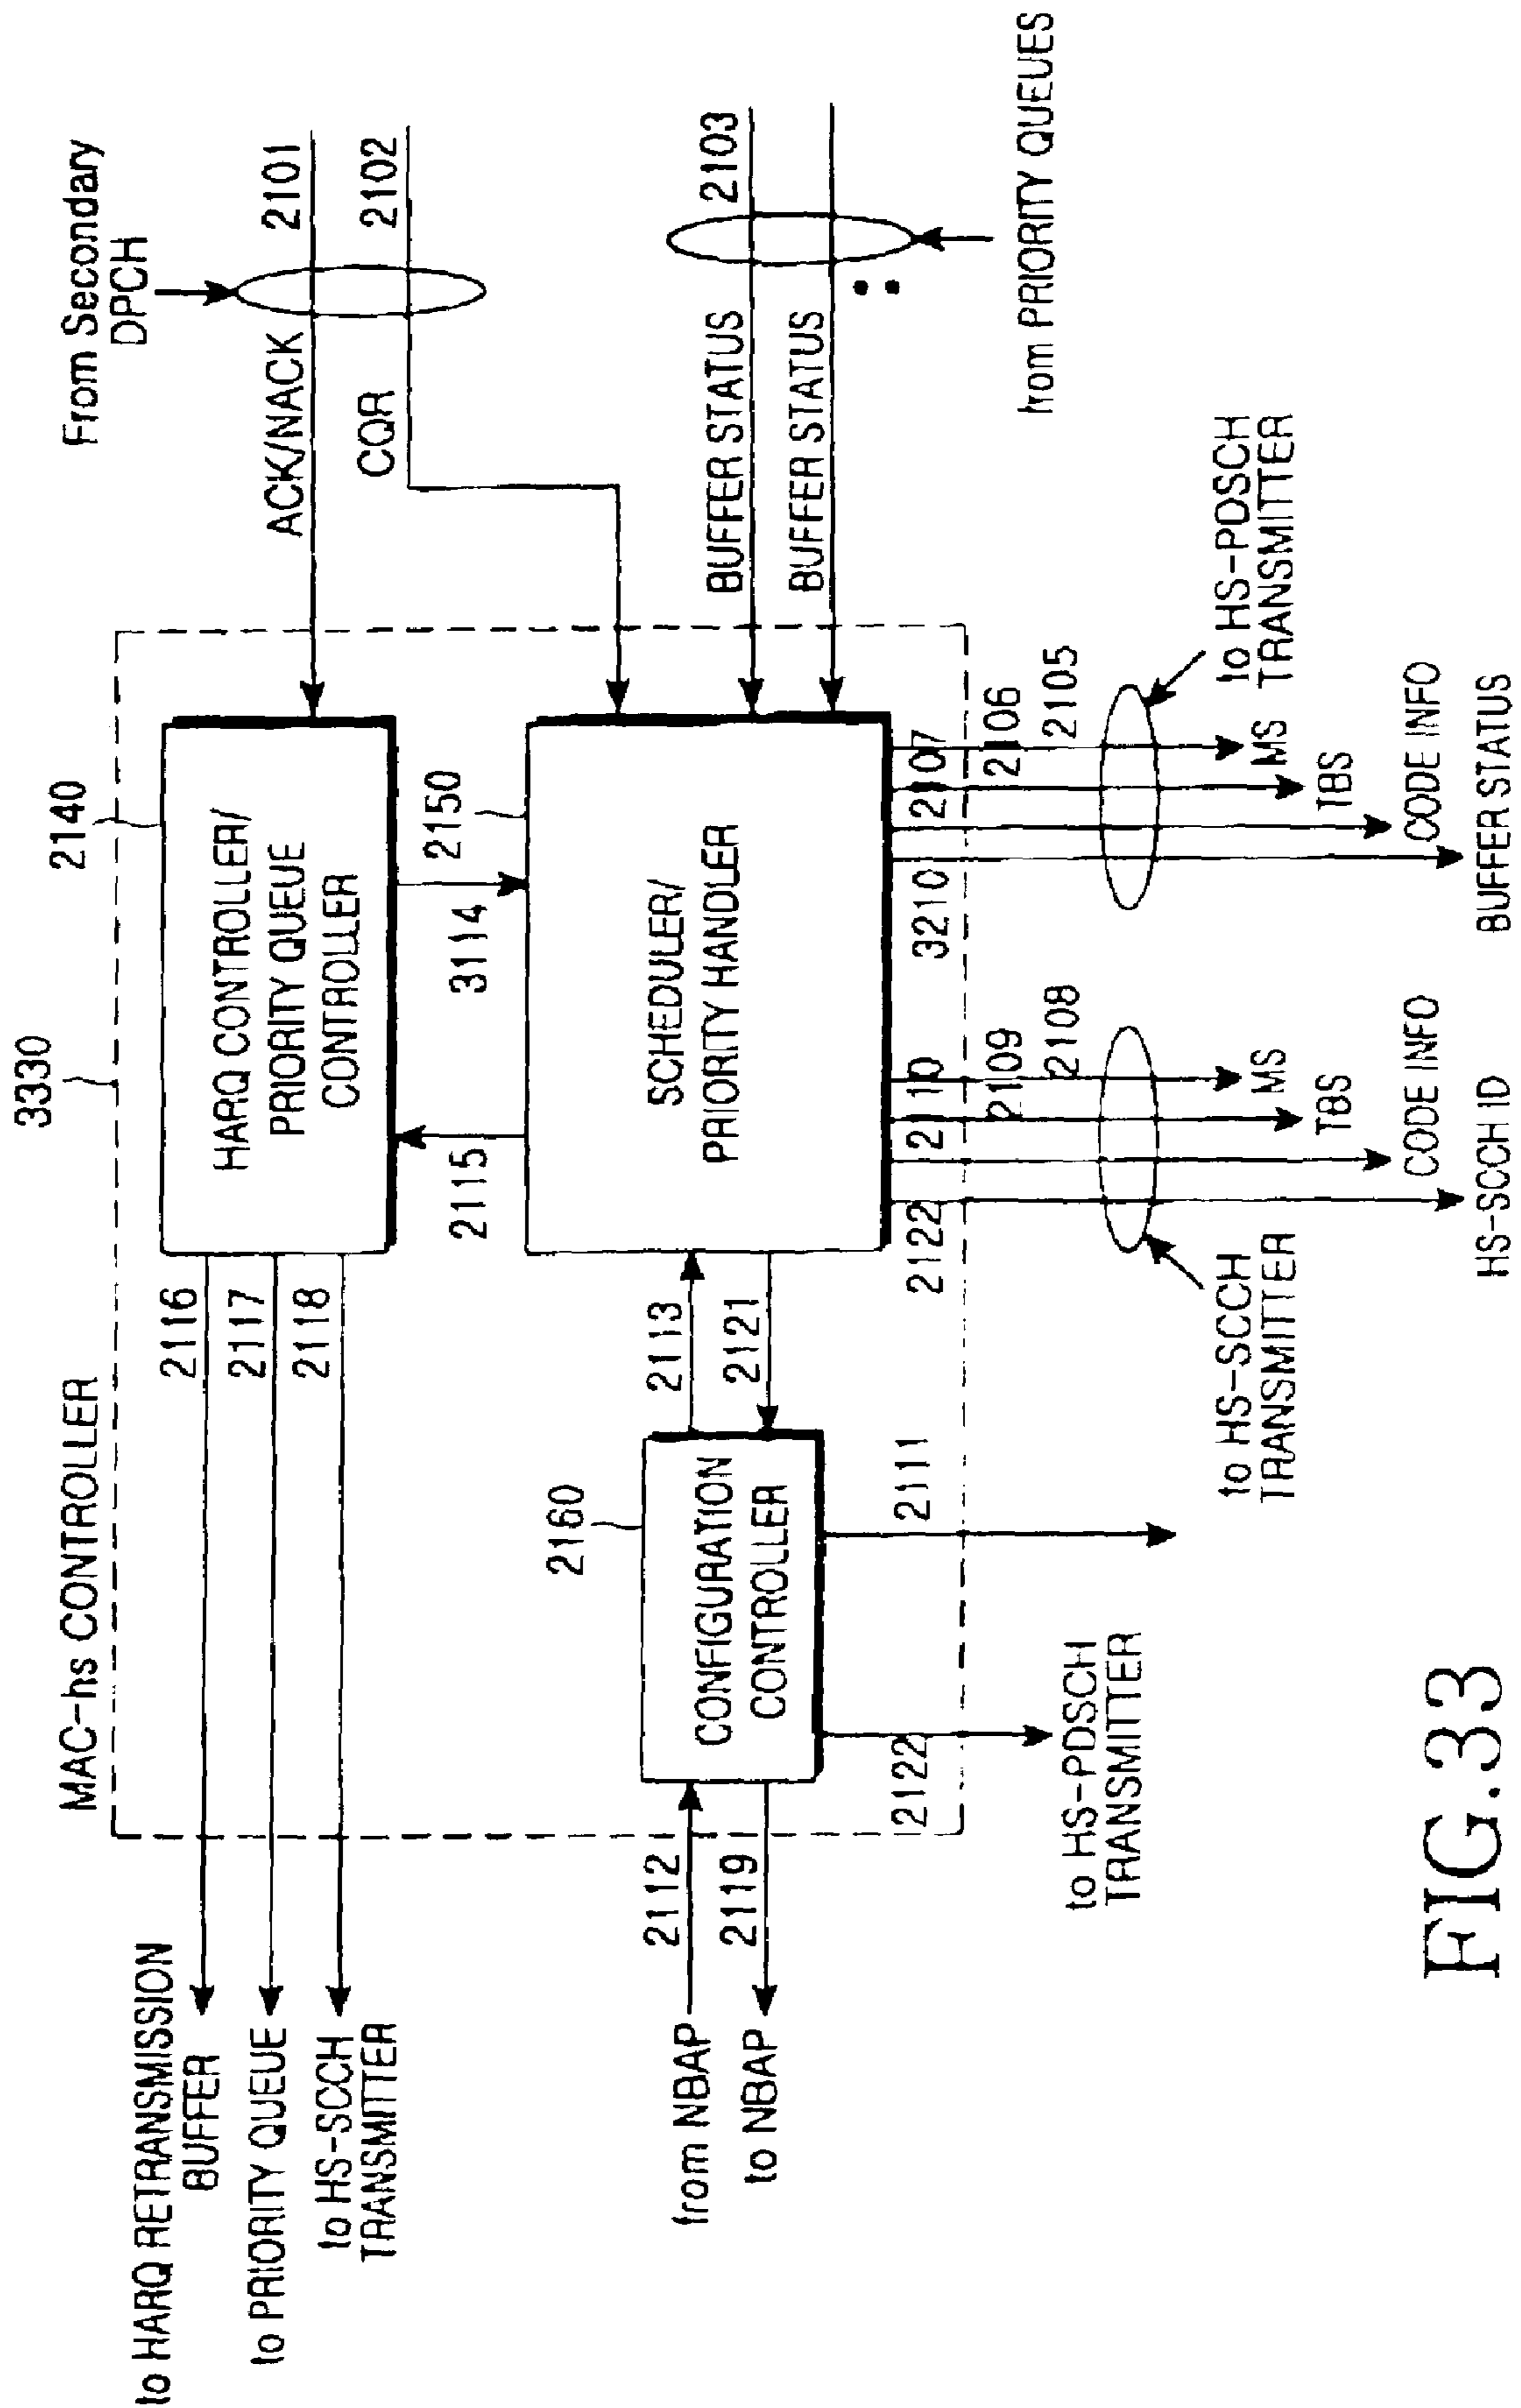 MAC-hs CONTROLLER
3330
2140
From Secondary
DPCH
to HARQ RETRANSMISSION
BUFFER
to PRIORITY QUEUE
to HS-SCCH
TRANSMITTER
2116
2117
2118
HARQ CONTROLLER/
PRIORITY QUEUE
CONTROLLER
ACK/NACK
2101
CQR
2102
2115
3114
2150
from NBAP
to NBAP
2112
2119
2160
CONFIGURATION
CONTROLLER
2113
2121
SCHEDULER/
PRIORITY HANDLER
BUFFER STATUS
2103
BUFFER STATUS
from PRIORITY QUEUES
2122
2111
2122
2110
2109
2108
3210
2107
2106
2105
to HS-PDSCH
TRANSMITTER
to HS-SCCH
TRANSMITTER
MS
TBS
CODE INFO
HS-SCCH ID
to HS-PDSCH
TRANSMITTER
MS
TBS
CODE INFO
BUFFER STATUS
FIG.33